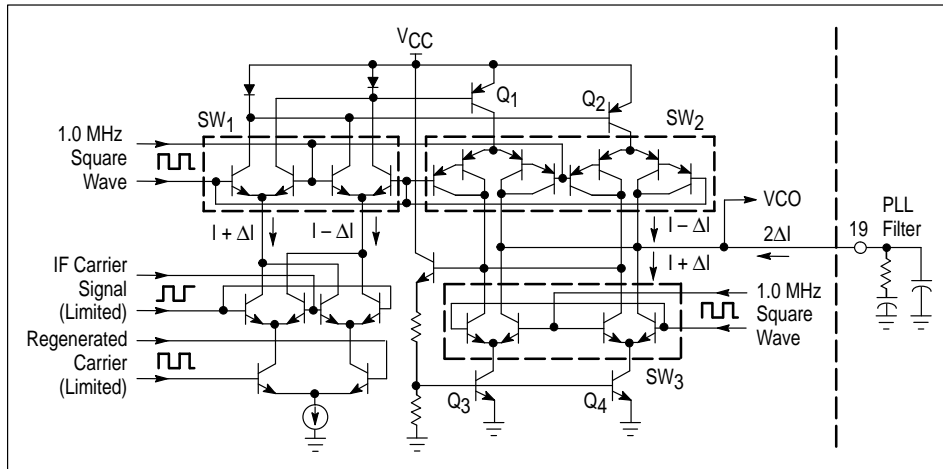 VCC
Q1
Q2
SW1
SW2
1.0 MHz
Square
Wave
VCO
19
PLL
Filter
I + ΔI
I – ΔI
I – ΔI
2ΔI
I + ΔI
IF Carrier
Signal
(Limited)
1.0 MHz
Square
Wave
Regenerated
Carrier
(Limited)
SW3
Q3
Q4